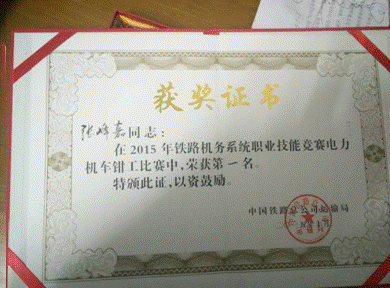 获奖证书
张峰嘉同志：
在2015年铁路机务系统职业技能竞赛电力
机车钳工比赛中，荣获第一名。
特颁此证，以资鼓励。
中国铁路总公司运输局